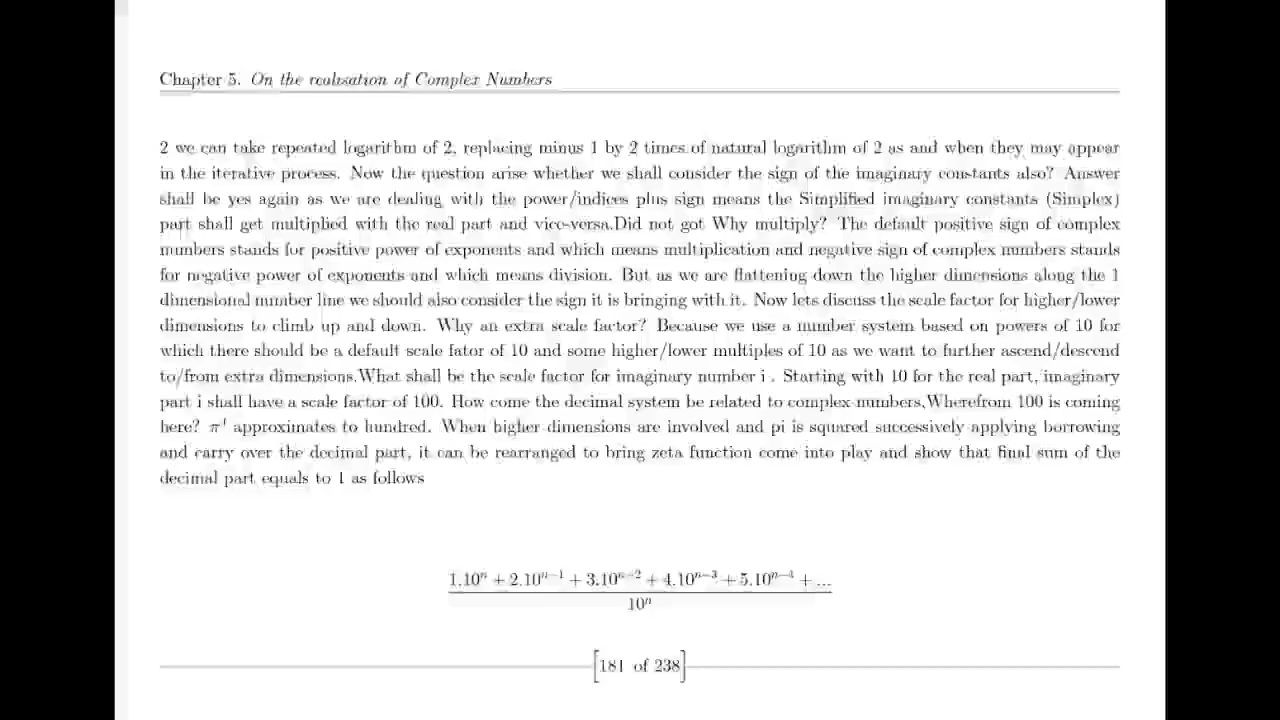 Chapter 5. On the realisation of Complex Numbers
2 we can take repeated logarithm of 2, replacing minus 1 by 2 times of natural logarithm of 2 as and when they may appear
in the iterative process. Now the question arise whether we shall consider the sign of the imaginary constants also? Answer
shall be yes again as we are dealing with the power/indices plus sign means the Simplified imaginary constants (Simplex)
part shall get multiplied with the real part and vice-versa.Did not got Why multiply? The default positive sign of complex
numbers stands for positive power of exponents and which means multiplication and negative sign of complex numbers stands
for negative power of exponents and which means division. But as we are flattening down the higher dimensions along the 1
dimensional number line we should also consider the sign it is bringing with it. Now lets discuss the scale factor for higher/lower
dimensions to climb up and down. Why an extra scale factor? Because we use a number system based on powers of 10 for
which there should be a default scale fator of 10 and some higher/lower multiples of 10 as we want to further ascend/descend
to/from extra dimensions.What shall be the scale factor for imaginary number i . Starting with 10 for the real part, imaginary
part i shall have a scale factor of 100. How come the decimal system be related to complex numbers,Wherefrom 100 is coming
here? π⁴ approximates to hundred. When higher dimensions are involved and pi is squared successively applying borrowing
and carry over the decimal part, it can be rearranged to bring zeta function come into play and show that final sum of the
decimal part equals to 1 as follows
1.10ⁿ + 2.10ⁿ⁻¹ + 3.10ⁿ⁻² + 4.10ⁿ⁻³ + 5.10ⁿ⁻⁴ + ...
10ⁿ
[181 of 238]